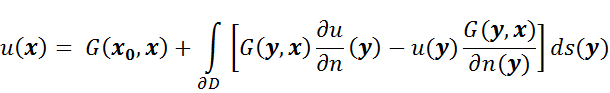 u(x) = G(x₀, x) + ∫_{∂D} [G(y, x) ∂u/∂n (y) − u(y) G(y, x)/∂n(y)] ds(y)